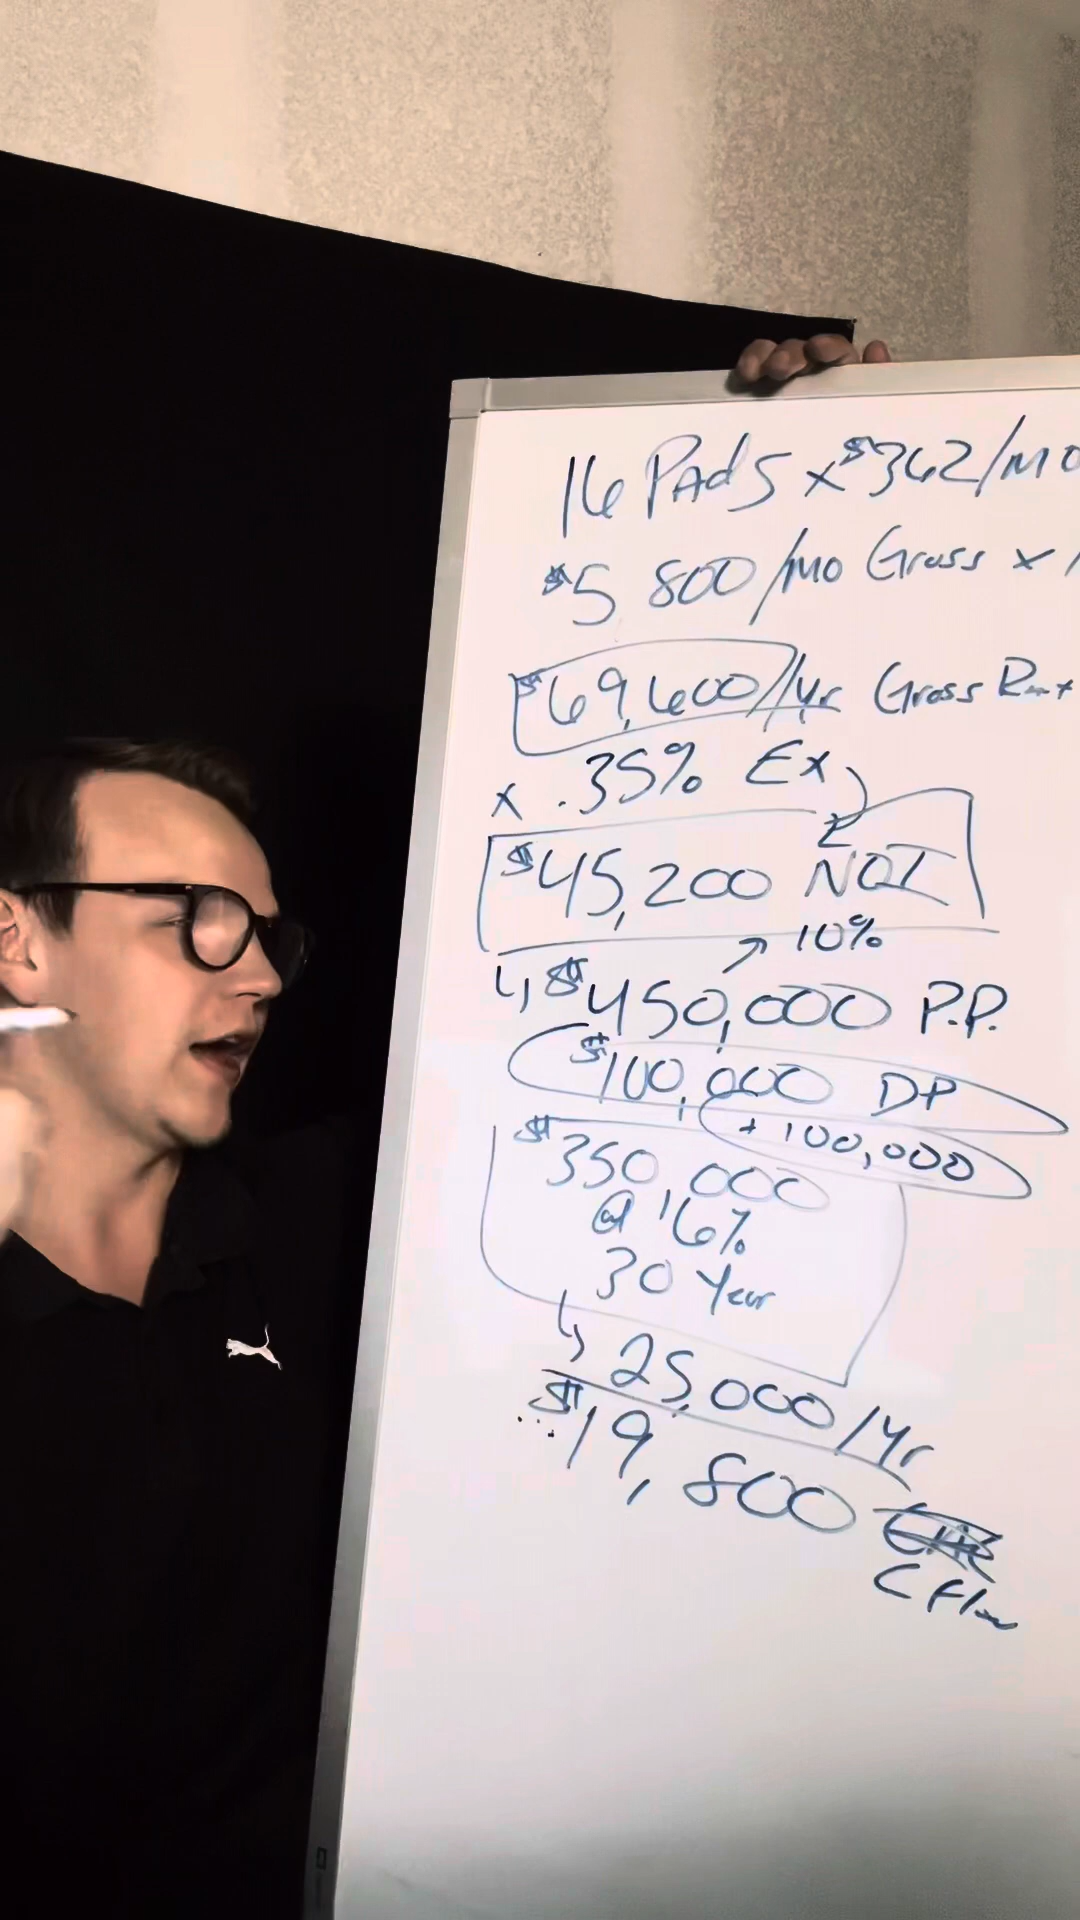 16 PAdS x $362/MO
$5 800/MO Gross x
$69,600/yr Gross Rent
x .35% Ex
$45,200 NOI
↗ 10%
↳ $450,000 P.P.
$100,000 DP
+ 100,000
$350,000
@ 6%
30 Year
↳ 25,000/Yr
$19,800
C Flow